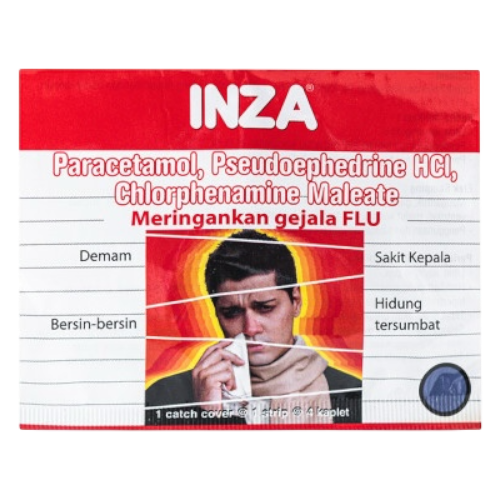 INZA®
Paracetamol, Pseudoephedrine HCl,
Chlorphenamine Maleate
Meringankan gejala FLU
Demam
Sakit Kepala
Bersin-bersin
Hidung
tersumbat
1 catch cover @ 1 strip @ 4 kaplet